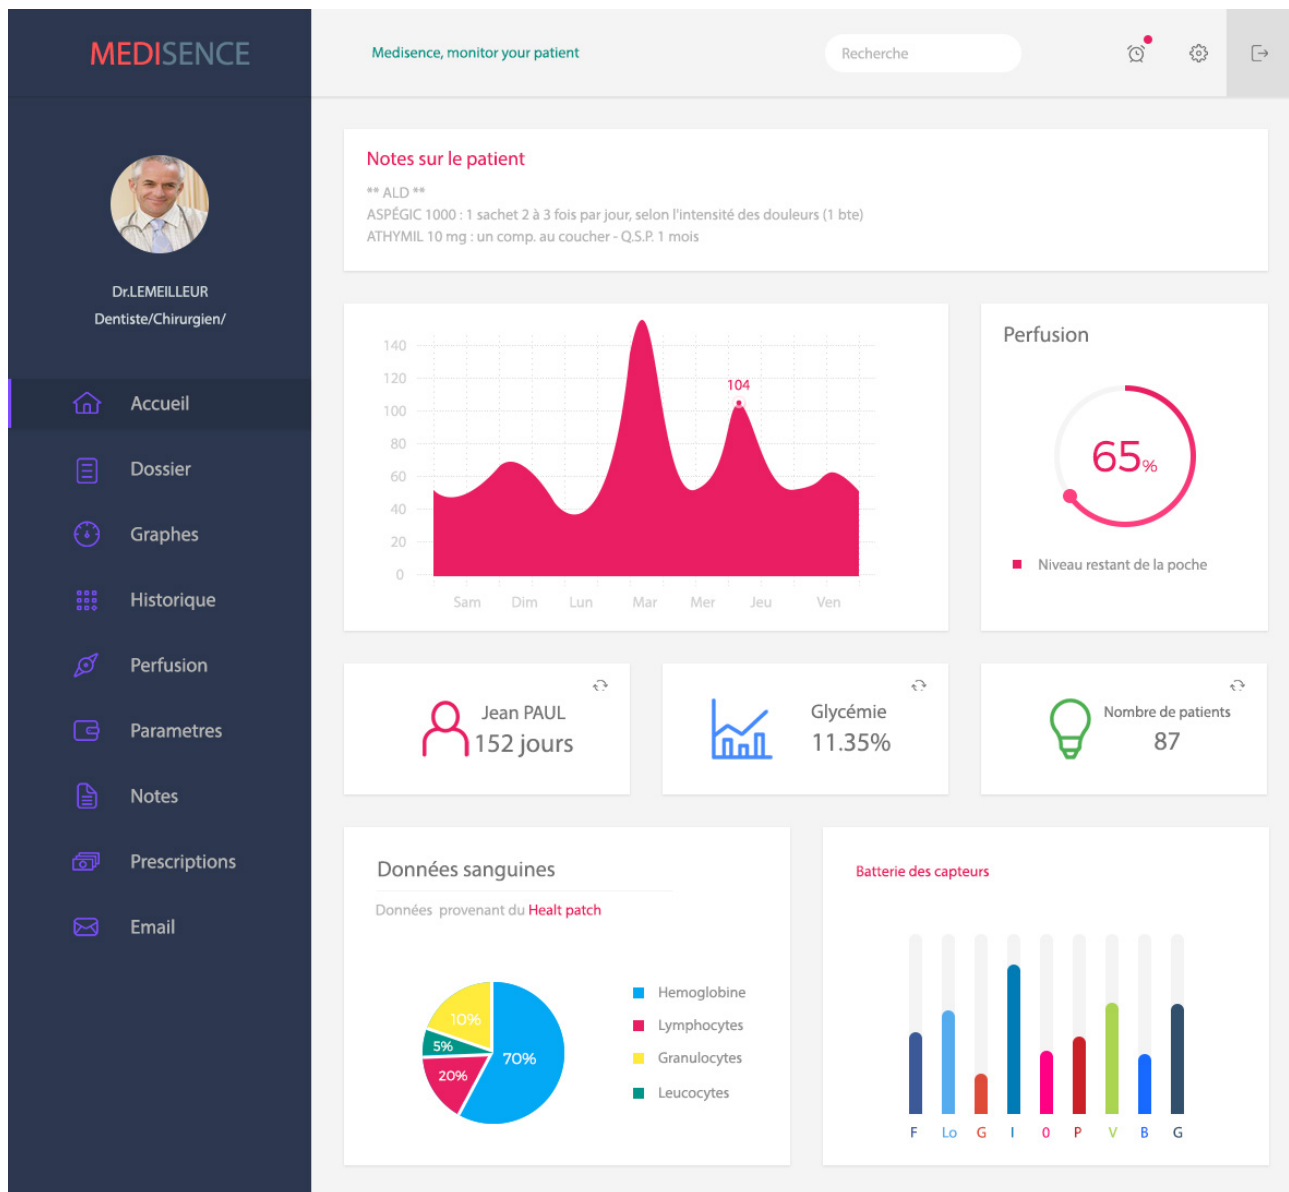 MEDISENCE
Medisence, monitor your patient
Recherche
Dr.LEMEILLEUR
Dentiste/Chirurgien/
Accueil
Dossier
Graphes
Historique
Perfusion
Parametres
Notes
Prescriptions
Email
Notes sur le patient
** ALD **
ASPÉGIC 1000 : 1 sachet 2 à 3 fois par jour, selon l'intensité des douleurs (1 bte)
ATHYMIL 10 mg : un comp. au coucher - Q.S.P. 1 mois
140
120
100
80
60
40
20
0
104
Sam Dim Lun Mar Mer Jeu Ven
Perfusion
65%
Niveau restant de la poche
Jean PAUL
152 jours
Glycémie
11.35%
Nombre de patients
87
Données sanguines
Données provenant du Healt patch
10%
5%
20%
70%
Hemoglobine
Lymphocytes
Granulocytes
Leucocytes
Batterie des capteurs
F Lo G I 0 P V B G